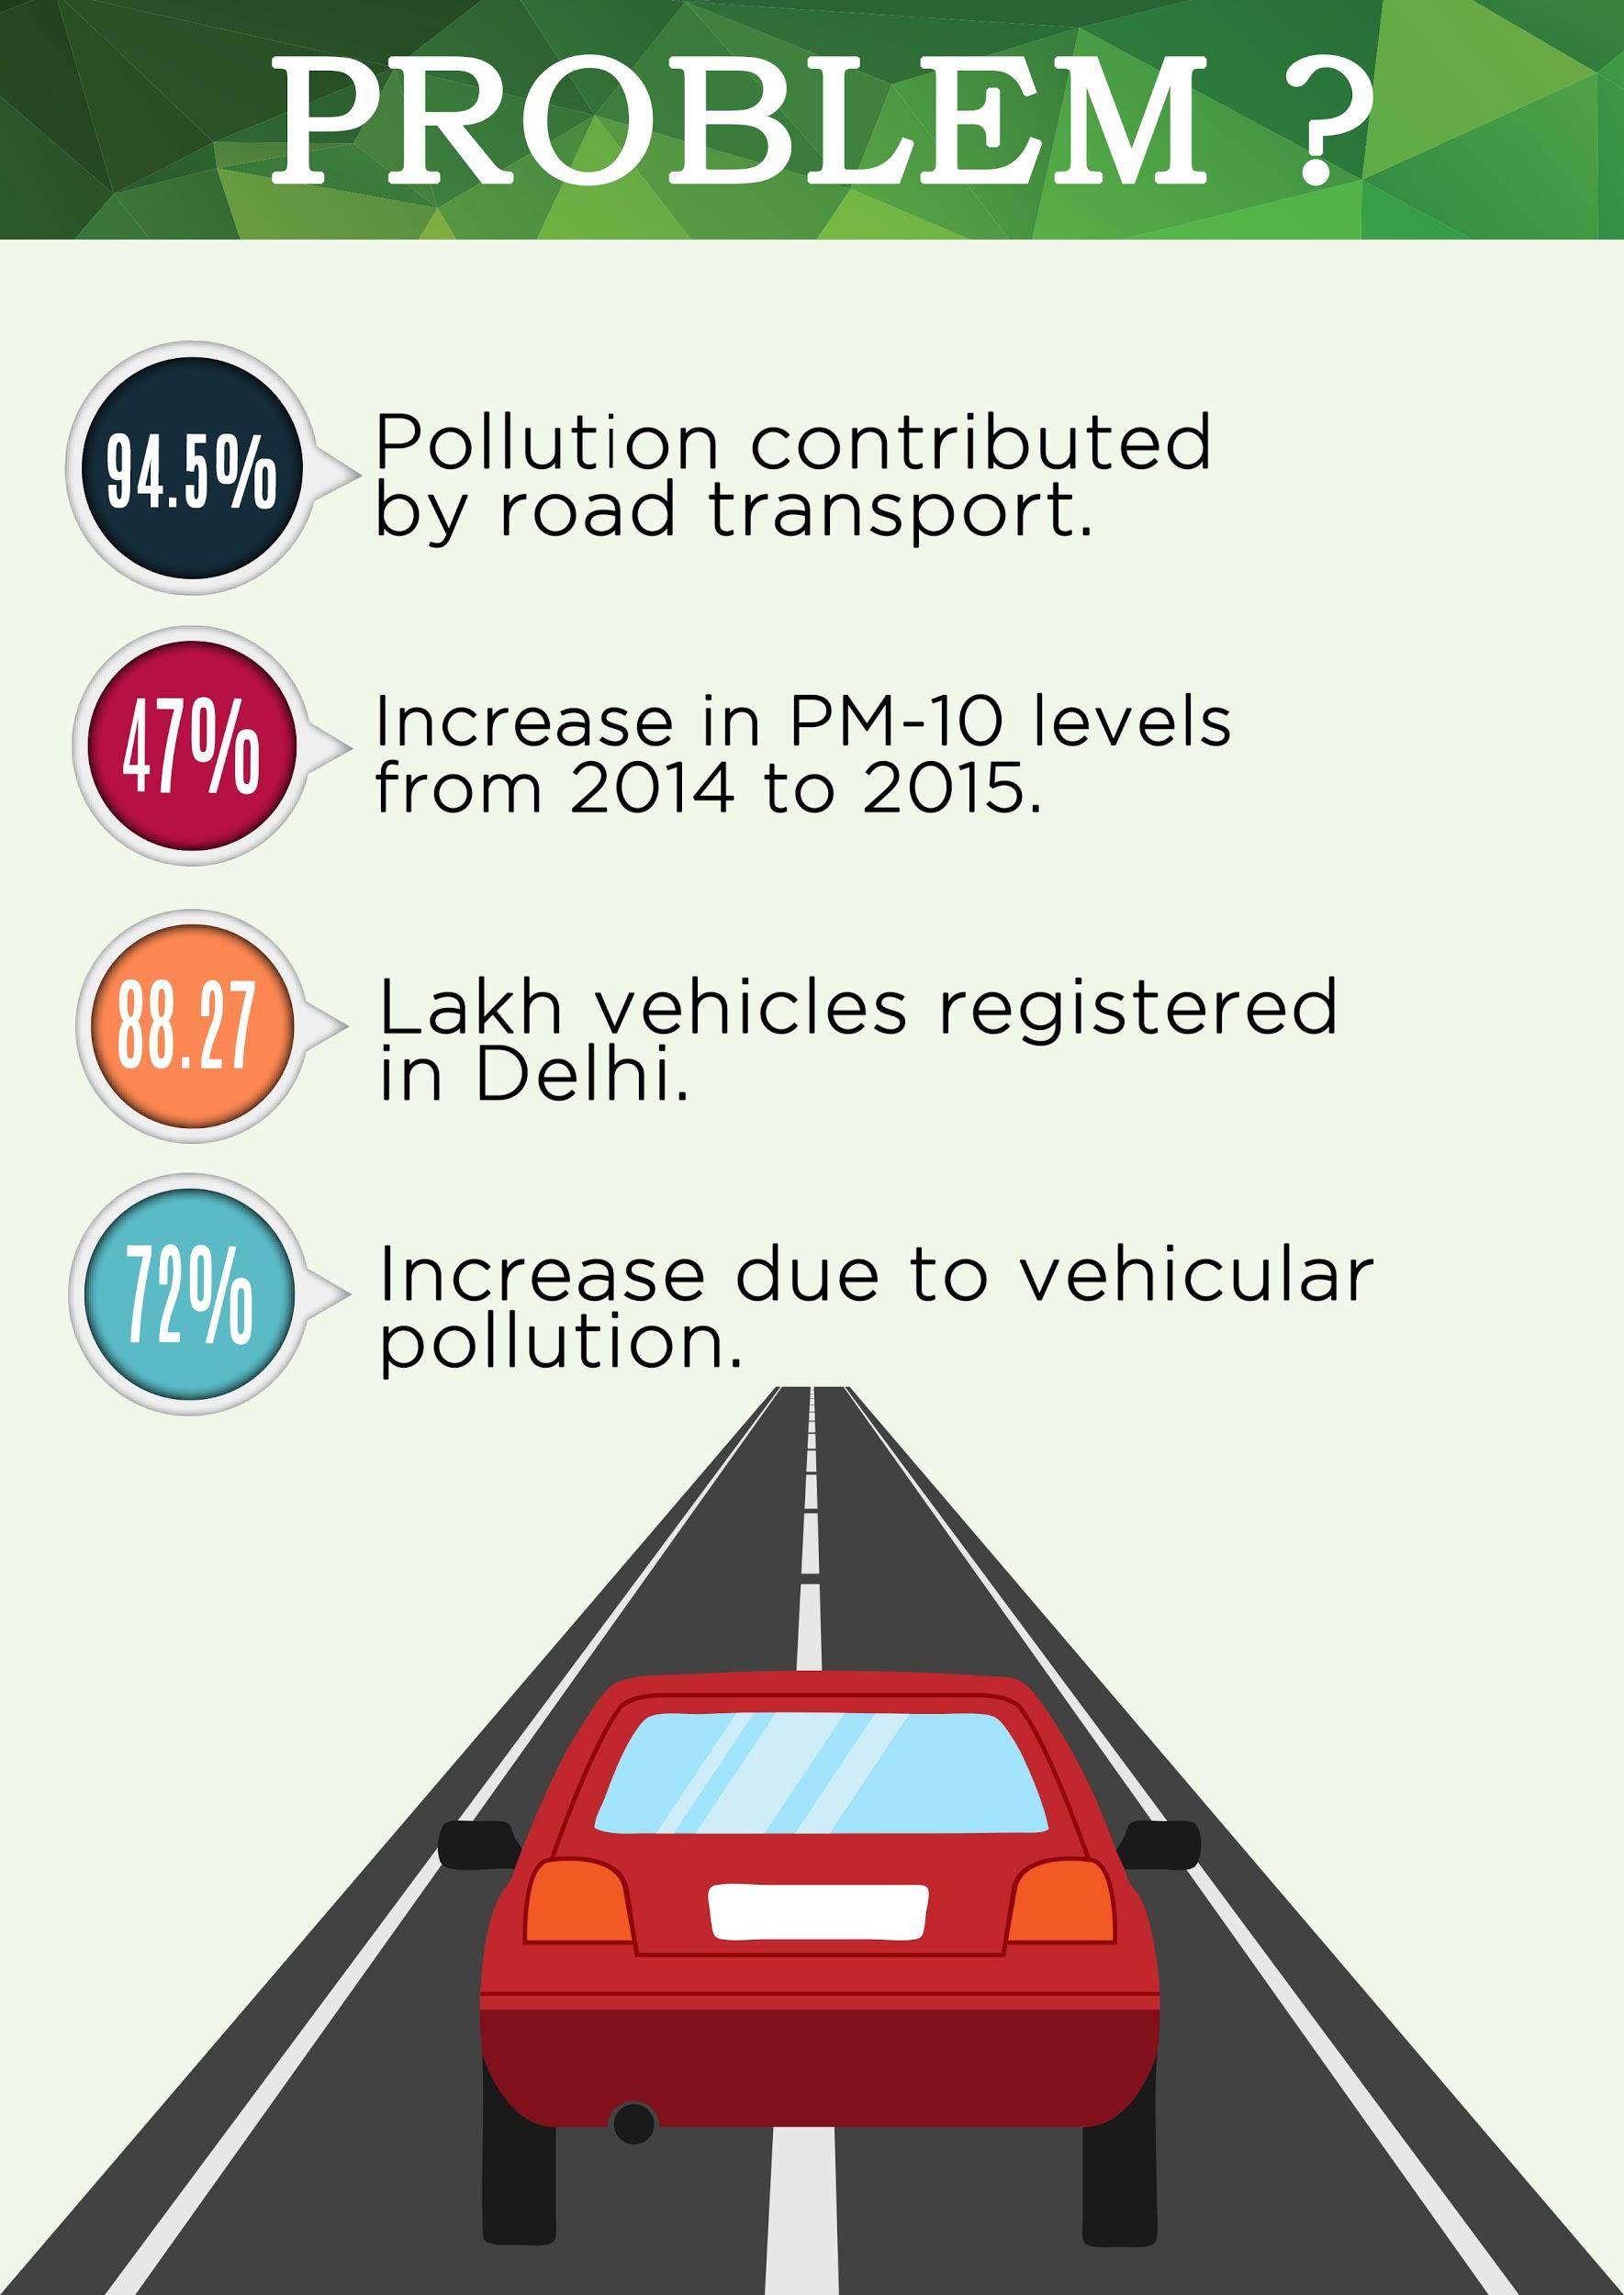 PROBLEM ?
94.5%
Pollution contributed
by road transport.
47%
Increase in PM-10 levels
from 2014 to 2015.
88.27
Lakh vehicles registered
in Delhi.
72%
Increase due to vehicular
pollution.